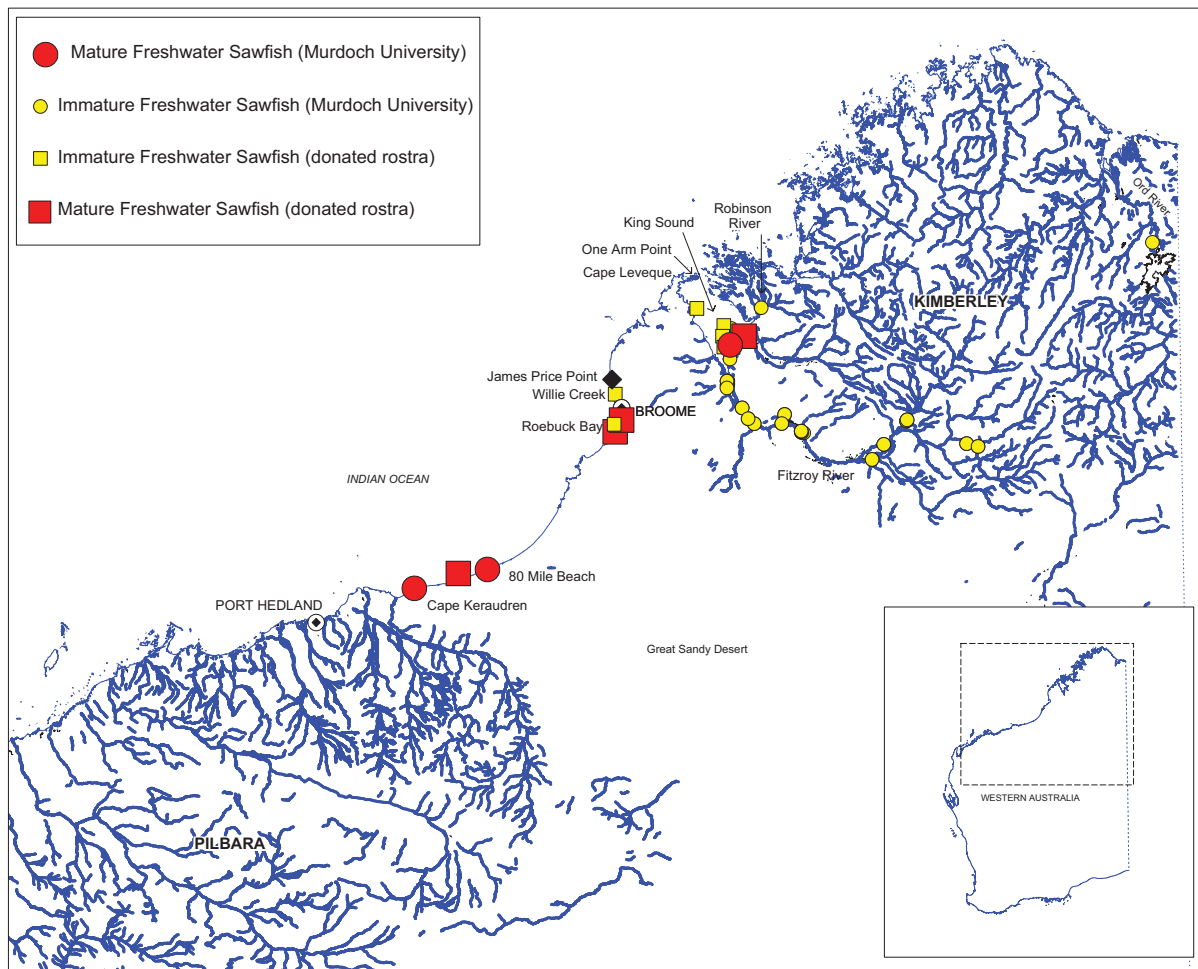 Mature Freshwater Sawfish (Murdoch University)
Immature Freshwater Sawfish (Murdoch University)
Immature Freshwater Sawfish (donated rostra)
Mature Freshwater Sawfish (donated rostra)
Ord River
King Sound
Robinson
River
One Arm Point
Cape Leveque
KIMBERLEY
James Price Point
Willie Creek
BROOME
Roebuck Bay
Fitzroy River
INDIAN OCEAN
80 Mile Beach
Cape Keraudren
PORT HEDLAND
Great Sandy Desert
WESTERN AUSTRALIA
PILBARA